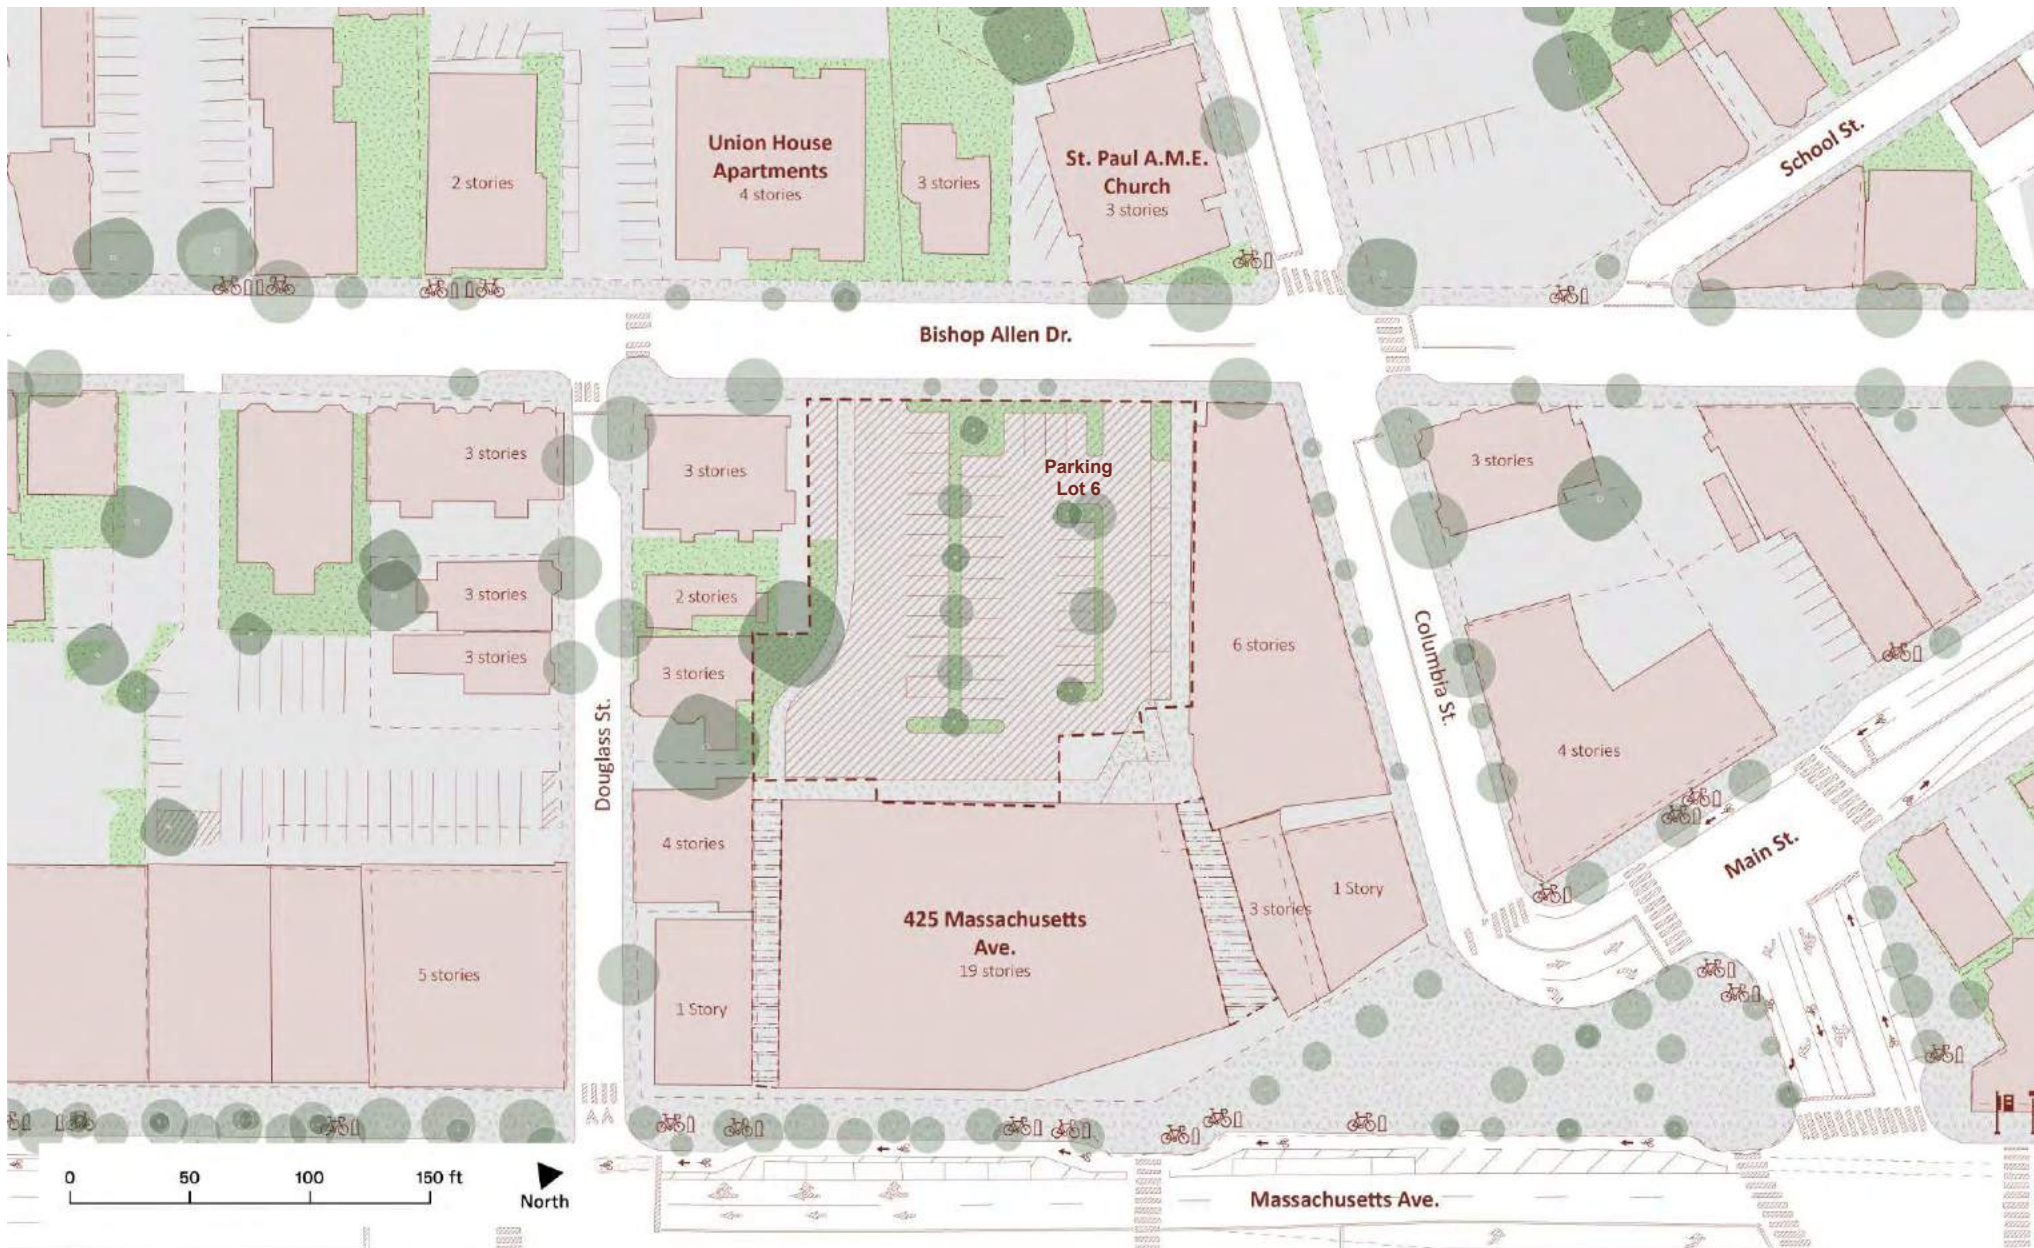 School St.
Union House
Apartments
4 stories
St. Paul A.M.E.
Church
3 stories
2 stories
3 stories
Bishop Allen Dr.
3 stories
3 stories
Parking
Lot 6
3 stories
3 stories
2 stories
3 stories
3 stories
6 stories
Columbia St.
Douglass St.
4 stories
4 stories
Main St.
1 Story
3 stories
425 Massachusetts
Ave.
19 stories
5 stories
1 Story
0 50 100 150 ft
North
Massachusetts Ave.